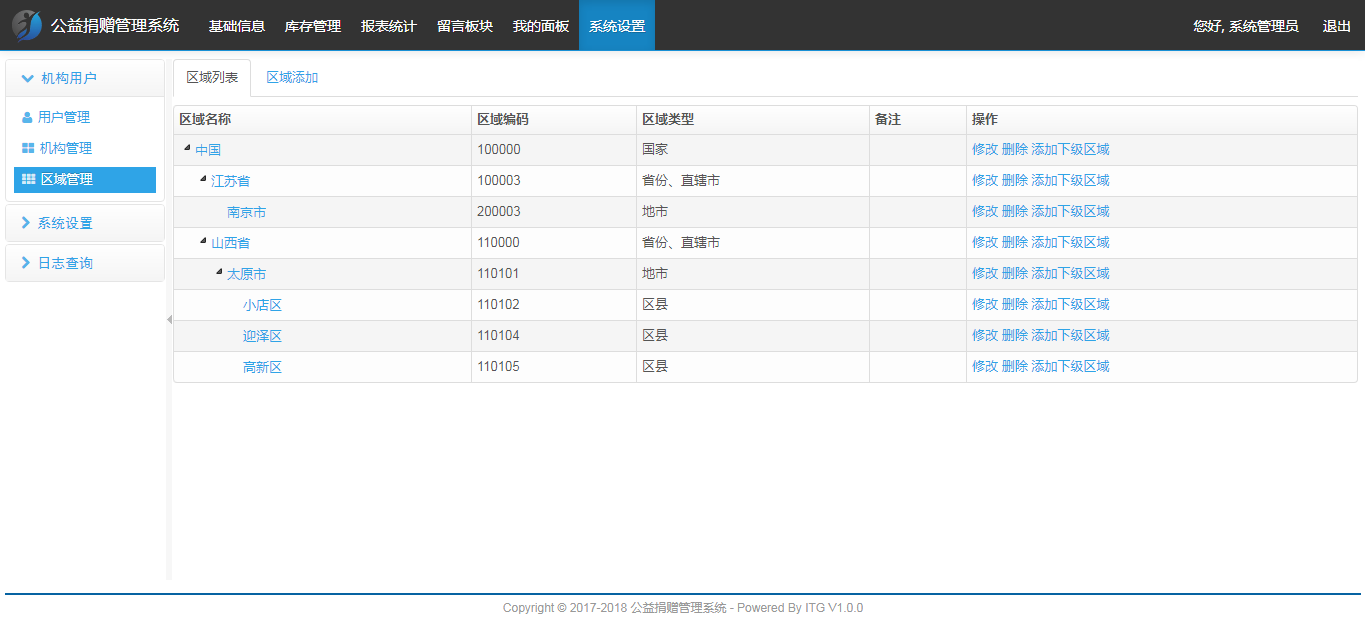 公益捐赠管理系统 基础信息 库存管理 报表统计 留言板块 我的面板 系统设置 您好, 系统管理员 退出
机构用户
用户管理
机构管理
区域管理
系统设置
日志查询
区域列表 区域添加
区域名称 区域编码 区域类型 备注 操作
中国 100000 国家 修改 删除 添加下级区域
江苏省 100003 省份、直辖市 修改 删除 添加下级区域
南京市 200003 地市 修改 删除 添加下级区域
山西省 110000 省份、直辖市 修改 删除 添加下级区域
太原市 110101 地市 修改 删除 添加下级区域
小店区 110102 区县 修改 删除 添加下级区域
迎泽区 110104 区县 修改 删除 添加下级区域
高新区 110105 区县 修改 删除 添加下级区域
Copyright © 2017-2018 公益捐赠管理系统 - Powered By ITG V1.0.0